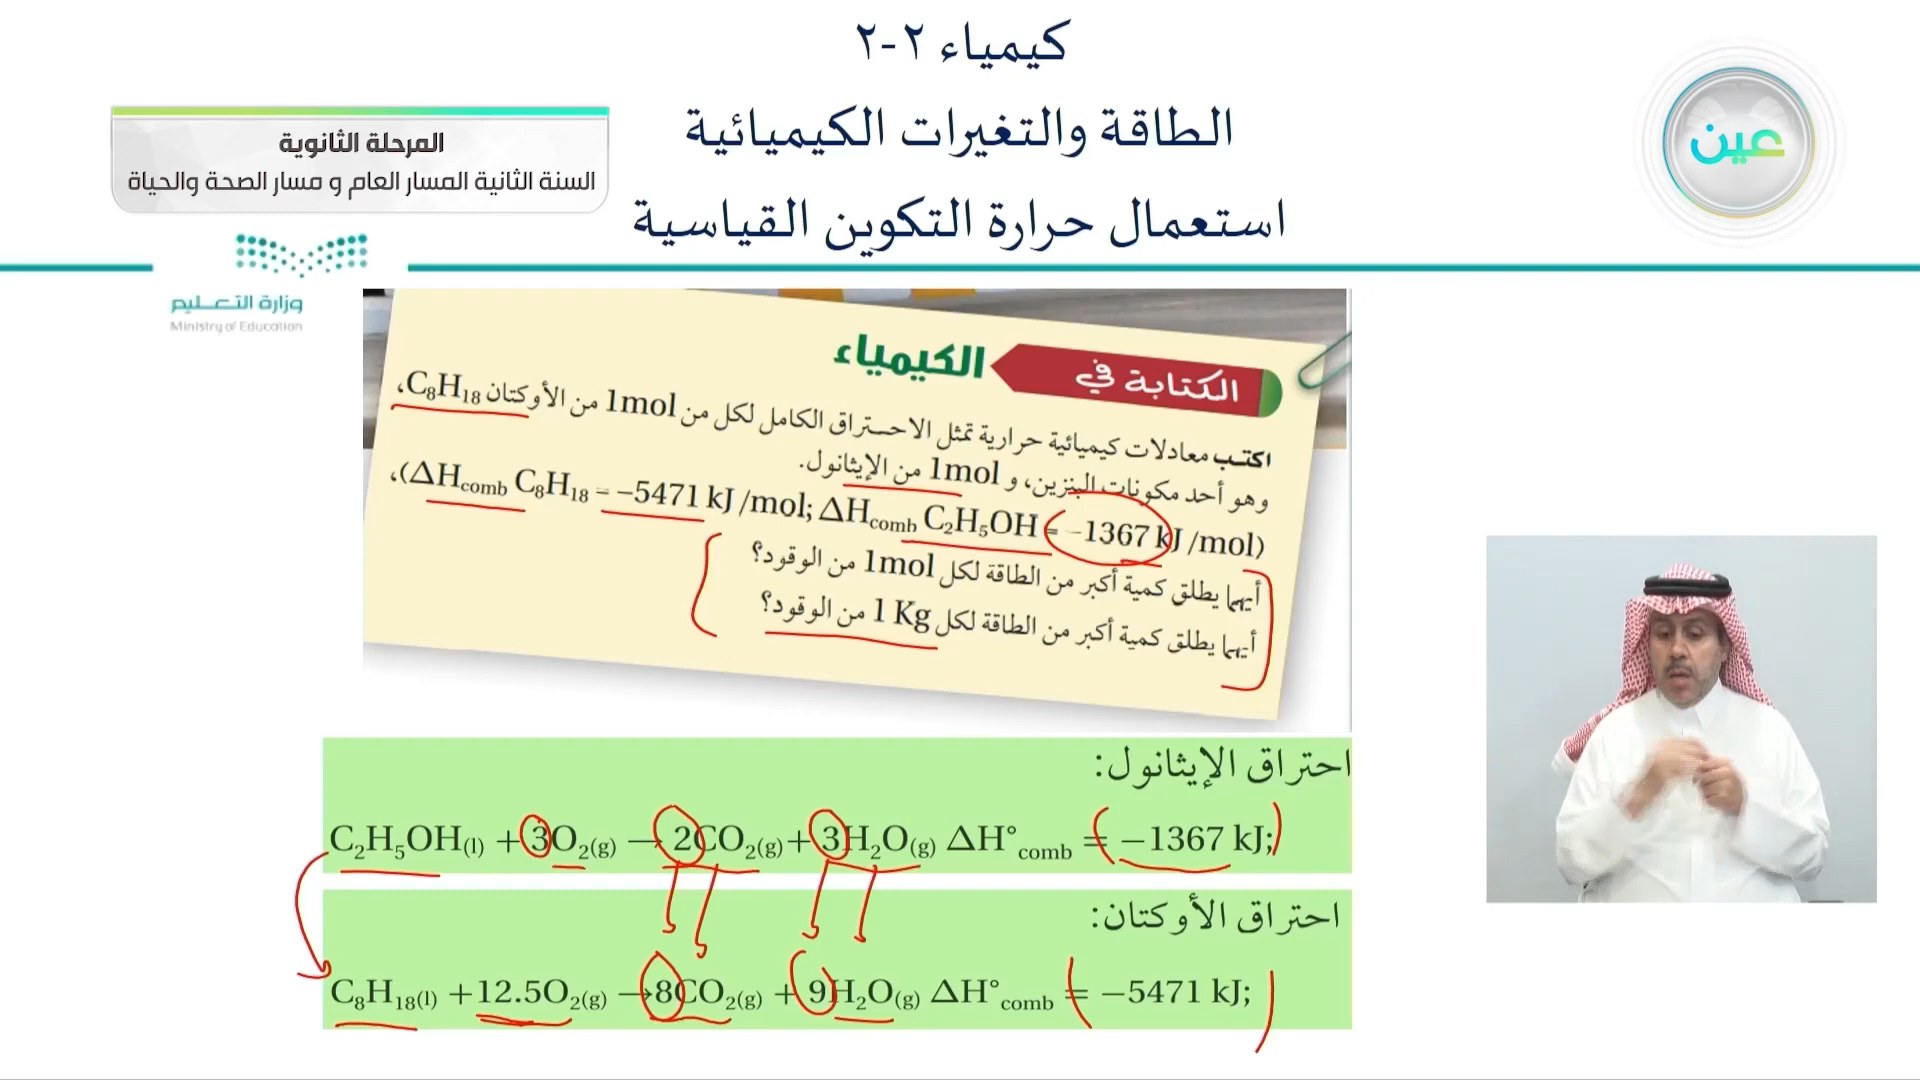 كيمياء ٢-٢
الطاقة والتغيرات الكيميائية
استعمال حرارة التكوين القياسية
عين
المرحلة الثانوية
السنة الثانية المسار العام و مسار الصحة والحياة
وزارة التعليم
Ministry of Education
الكتابة في الكيمياء
اكتب معادلات كيميائية حرارية تمثل الاحتراق الكامل لكل من 1mol من الأوكتان C₈H₁₈،
وهو أحد مكونات البنزين، و 1mol من الإيثانول.
(ΔHcomb C₈H₁₈ = −5471 kJ/mol; ΔHcomb C₂H₅OH = −1367 kJ/mol)،
أيهما يطلق كمية أكبر من الطاقة لكل 1mol من الوقود؟
أيهما يطلق كمية أكبر من الطاقة لكل 1 Kg من الوقود؟
احتراق الإيثانول:
C₂H₅OH(l) + 3O₂(g) → 2CO₂(g) + 3H₂O(g) ΔH°comb = −1367 kJ;
احتراق الأوكتان:
C₈H₁₈(l) + 12.5O₂(g) → 8CO₂(g) + 9H₂O(g) ΔH°comb = −5471 kJ;